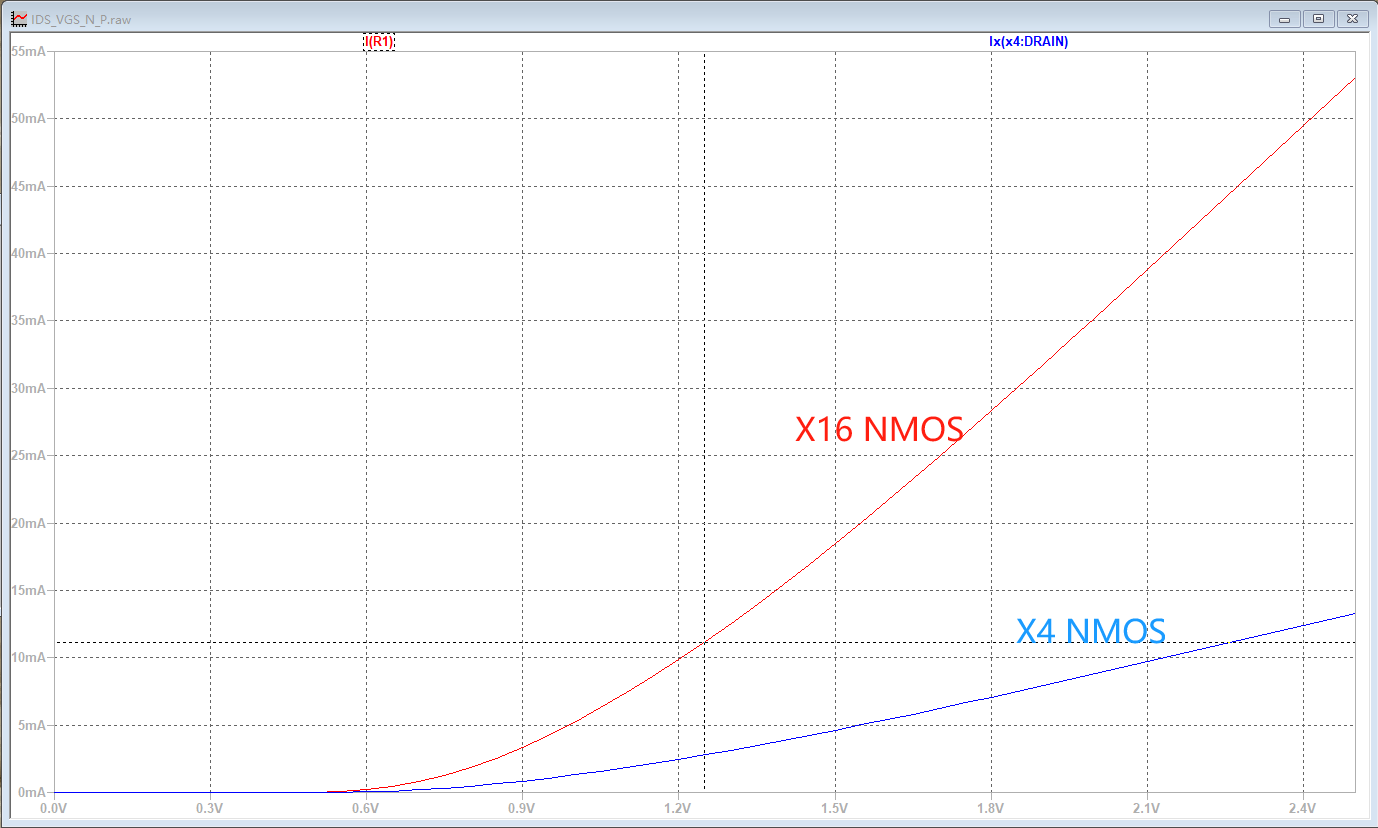 IDS_VGS_N_P.raw
I(R1)
Ix(x4:DRAIN)
55mA
50mA
45mA
40mA
35mA
30mA
X16 NMOS
25mA
20mA
15mA
X4 NMOS
10mA
5mA
0mA
0.0V 0.3V 0.6V 0.9V 1.2V 1.5V 1.8V 2.1V 2.4V